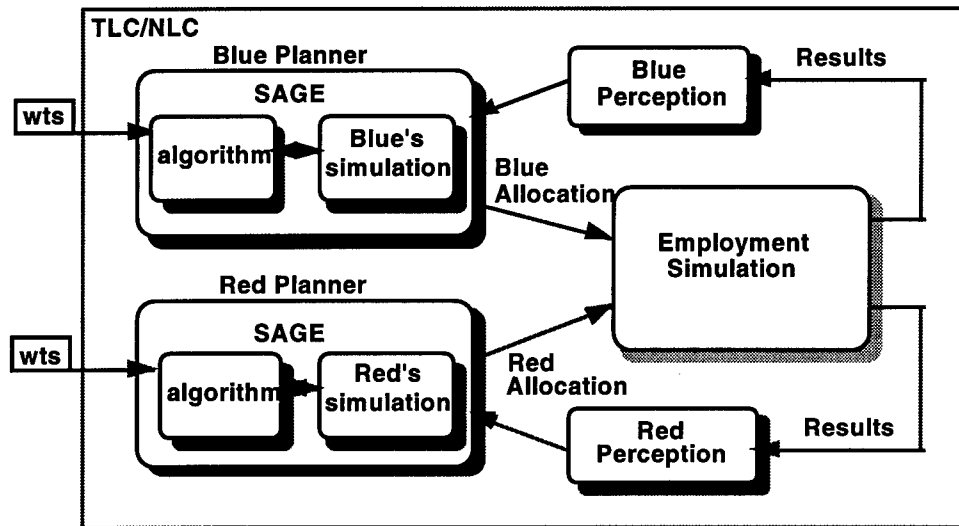 TLC/NLC
Blue Planner
SAGE
wts
algorithm
Blue's
simulation
Blue
Perception
Results
Blue
Allocation
Employment
Simulation
Red Planner
SAGE
wts
algorithm
Red's
simulation
Red
Allocation
Red
Perception
Results